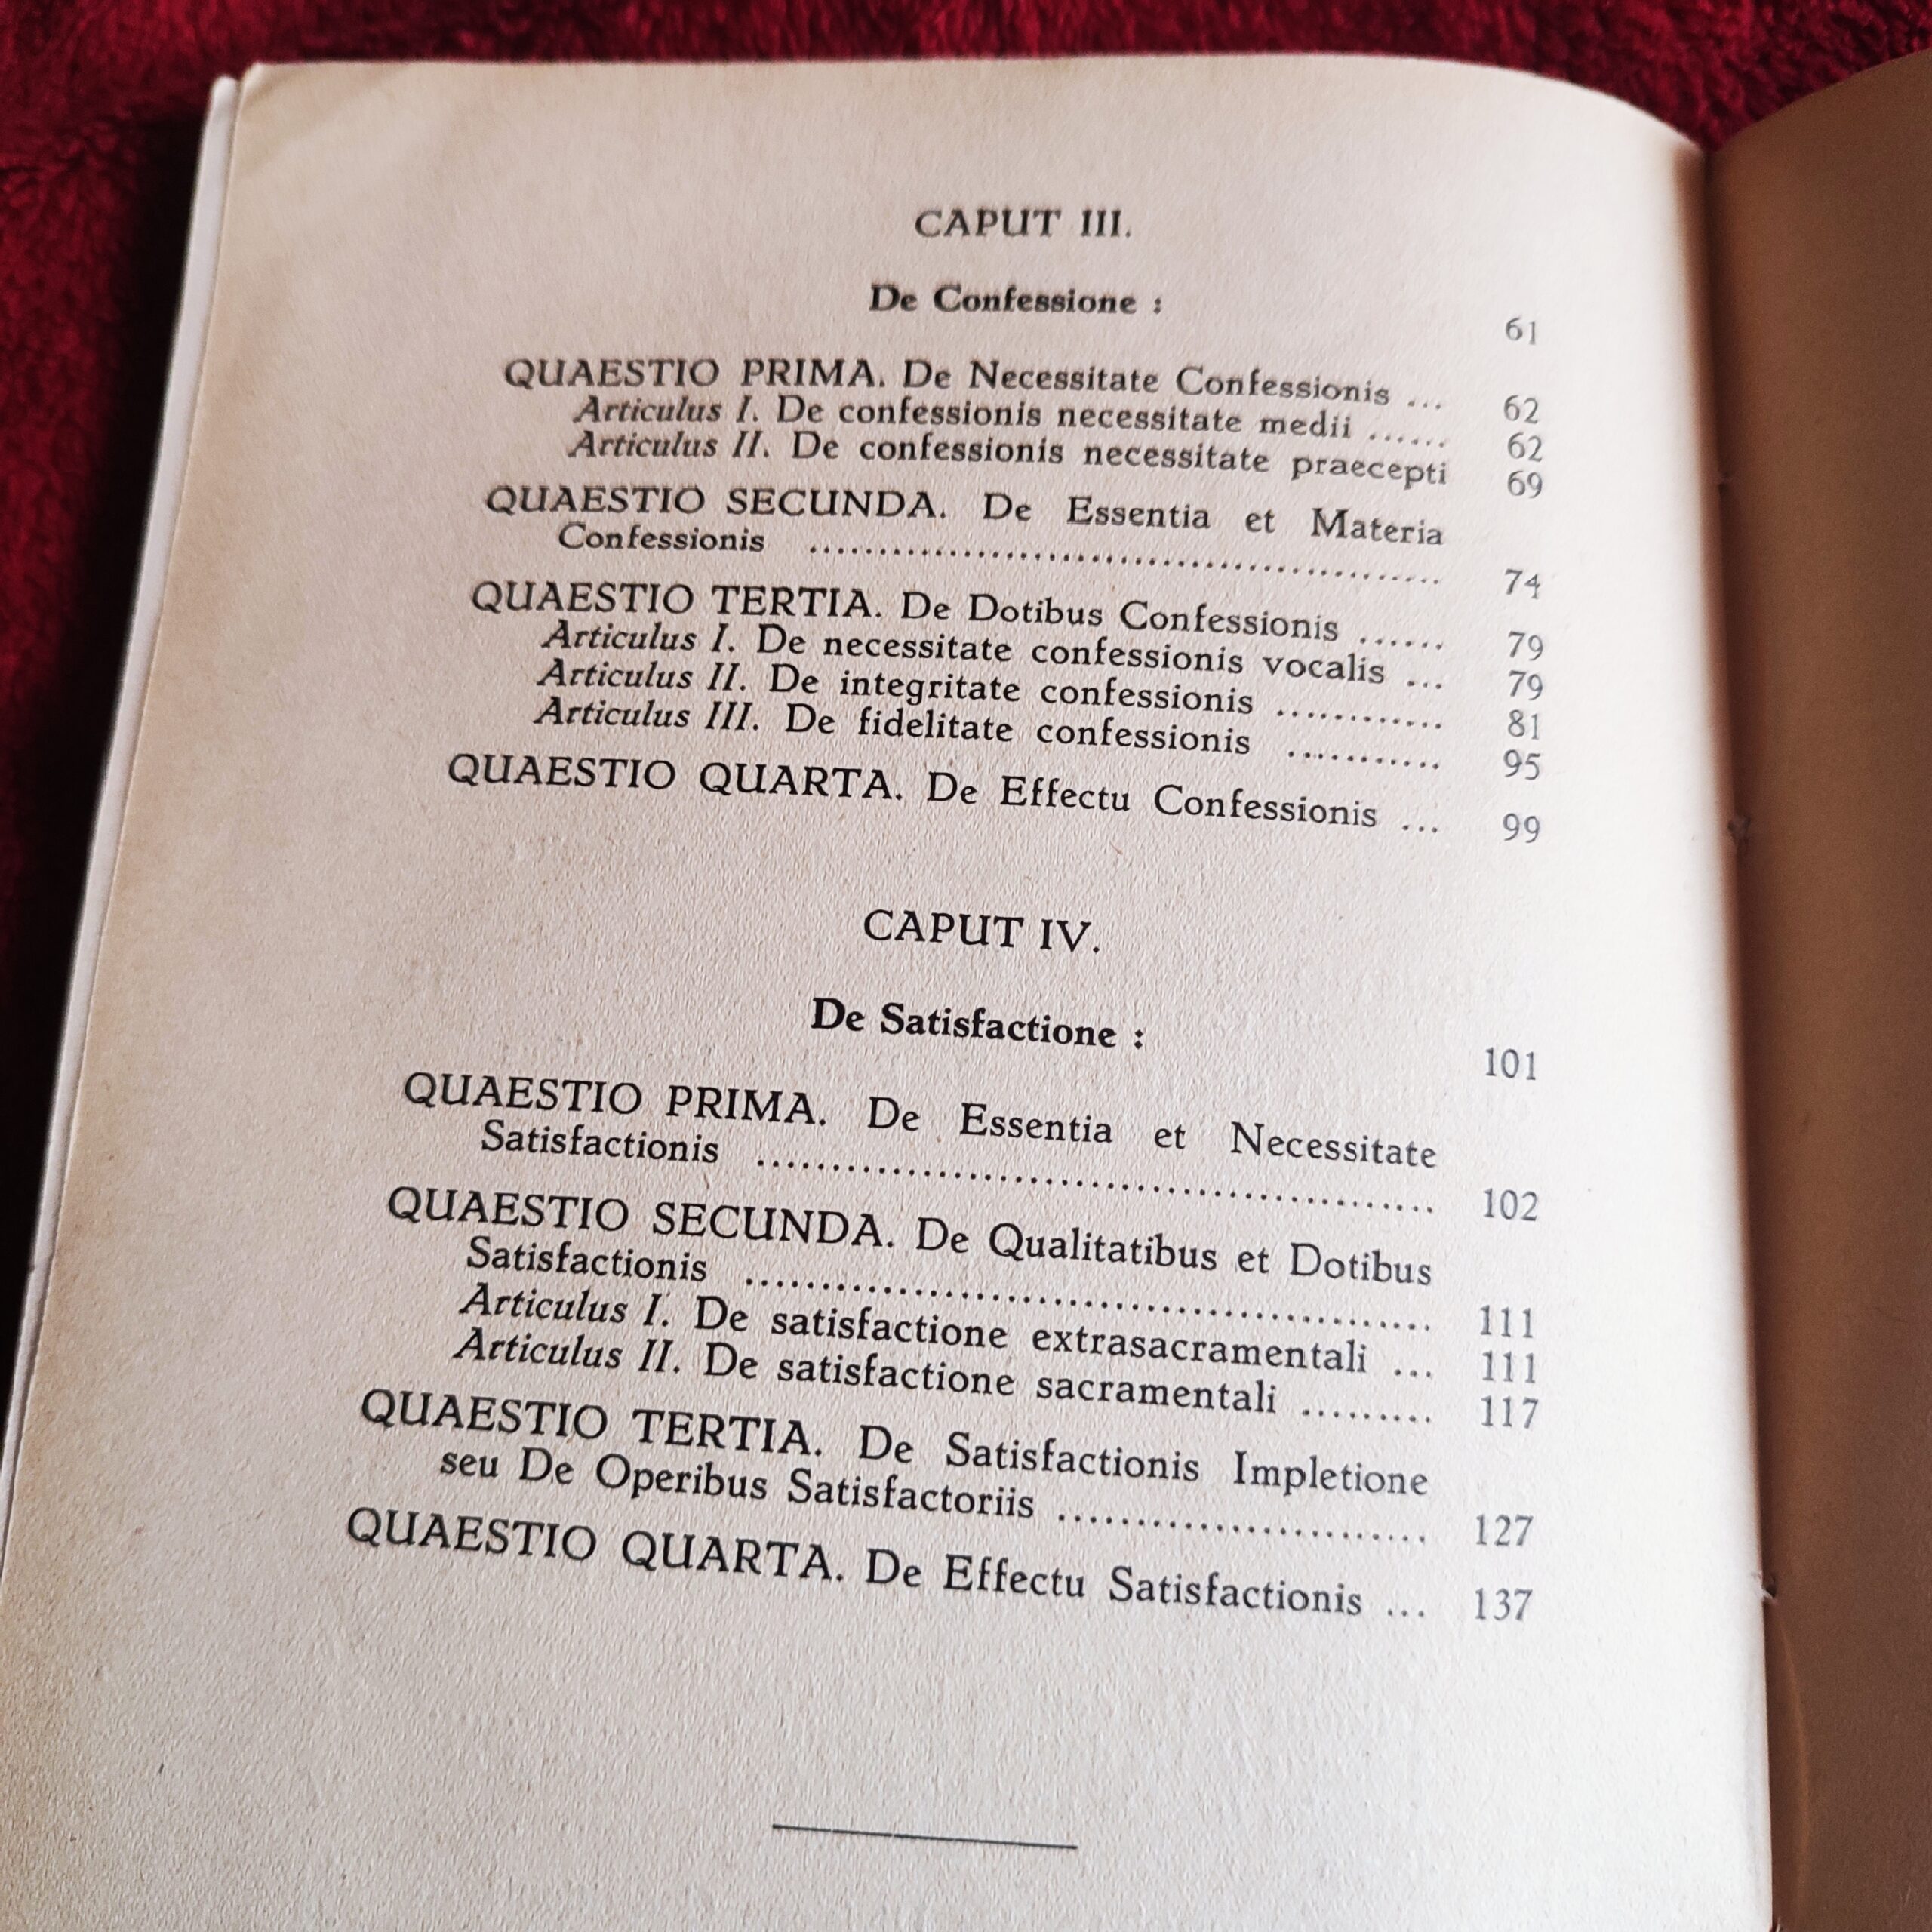 CAPUT III.
De Confessione : 61
QUAESTIO PRIMA. De Necessitate Confessionis ... 62
Articulus I. De confessionis necessitate medii ...... 62
Articulus II. De confessionis necessitate praecepti 69
QUAESTIO SECUNDA. De Essentia et Materia
Confessionis ............................................... 74
QUAESTIO TERTIA. De Dotibus Confessionis ...... 79
Articulus I. De necessitate confessionis vocalis ... 79
Articulus II. De integritate confessionis ............ 81
Articulus III. De fidelitate confessionis ........... 95
QUAESTIO QUARTA. De Effectu Confessionis ... 99
CAPUT IV.
De Satisfactione : 101
QUAESTIO PRIMA. De Essentia et Necessitate
Satisfactionis ............................................... 102
QUAESTIO SECUNDA. De Qualitatibus et Dotibus
Satisfactionis ............................................... 111
Articulus I. De satisfactione extrasacramentali ... 111
Articulus II. De satisfactione sacramentali ......... 117
QUAESTIO TERTIA. De Satisfactionis Impletione
seu De Operibus Satisfactoriis ........................ 127
QUAESTIO QUARTA. De Effectu Satisfactionis ... 137